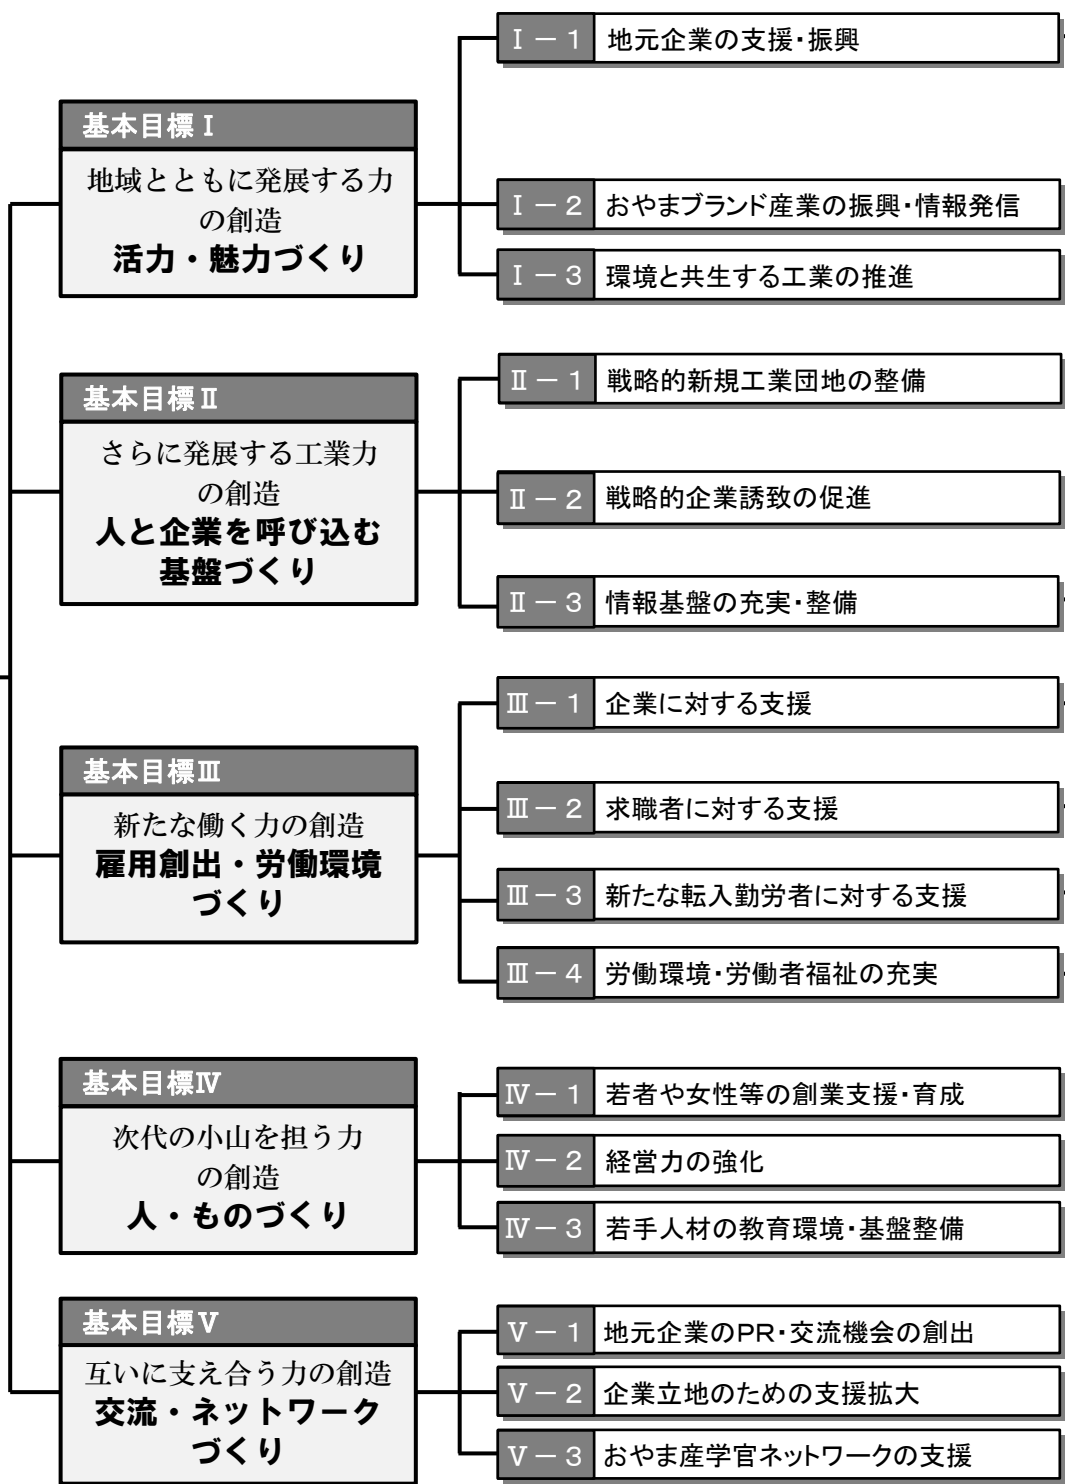 基本目標Ⅰ
地域とともに発展する力
の創造
活力・魅力づくり
Ⅰ－1 地元企業の支援・振興
Ⅰ－2 おやまブランド産業の振興・情報発信
Ⅰ－3 環境と共生する工業の推進
基本目標Ⅱ
さらに発展する工業力
の創造
人と企業を呼び込む
基盤づくり
Ⅱ－1 戦略的新規工業団地の整備
Ⅱ－2 戦略的企業誘致の促進
Ⅱ－3 情報基盤の充実・整備
基本目標Ⅲ
新たな働く力の創造
雇用創出・労働環境
づくり
Ⅲ－1 企業に対する支援
Ⅲ－2 求職者に対する支援
Ⅲ－3 新たな転入勤労者に対する支援
Ⅲ－4 労働環境・労働者福祉の充実
基本目標Ⅳ
次代の小山を担う力
の創造
人・ものづくり
Ⅳ－1 若者や女性等の創業支援・育成
Ⅳ－2 経営力の強化
Ⅳ－3 若手人材の教育環境・基盤整備
基本目標Ⅴ
互いに支え合う力の創造
交流・ネットワーク
づくり
Ⅴ－1 地元企業のPR・交流機会の創出
Ⅴ－2 企業立地のための支援拡大
Ⅴ－3 おやま産学官ネットワークの支援